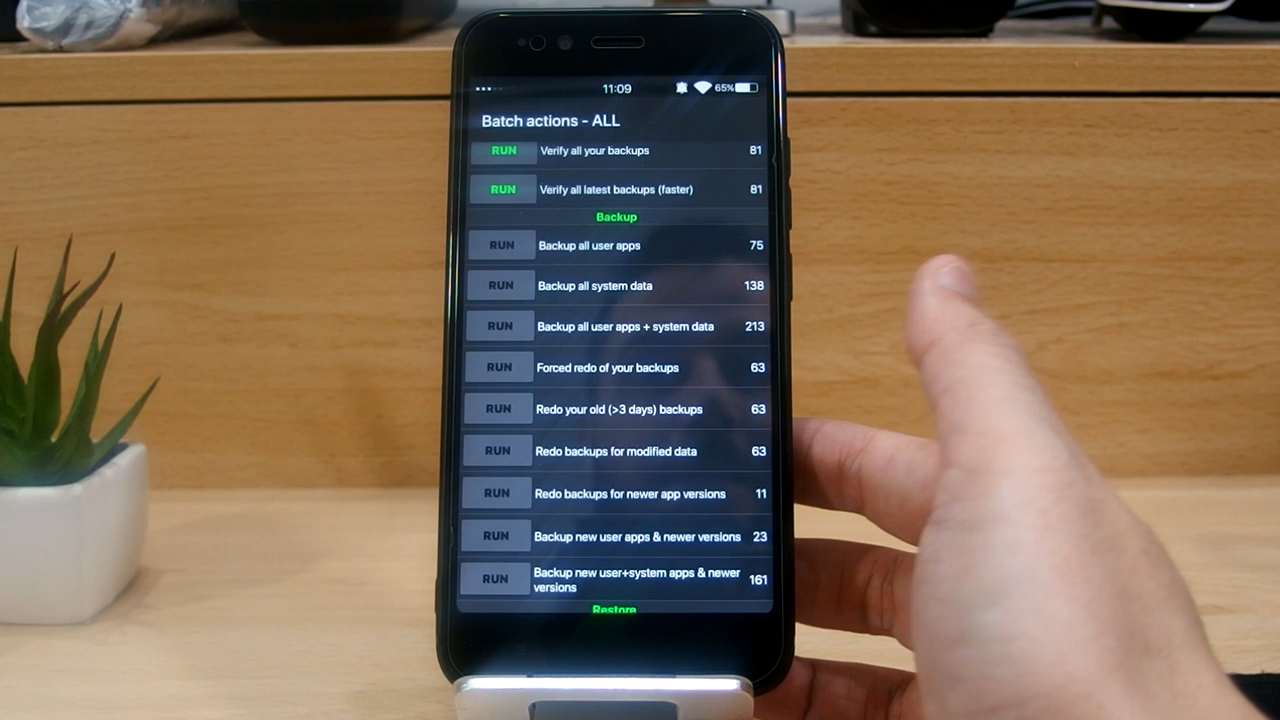 11:09
65%
Batch actions - ALL
RUN Verify all your backups 81
RUN Verify all latest backups (faster) 81
Backup
RUN Backup all user apps 75
RUN Backup all system data 138
RUN Backup all user apps + system data 213
RUN Forced redo of your backups 63
RUN Redo your old (>3 days) backups 63
RUN Redo backups for modified data 63
RUN Redo backups for newer app versions 11
RUN Backup new user apps & newer versions 23
RUN Backup new user+system apps & newer
versions 161
Restore